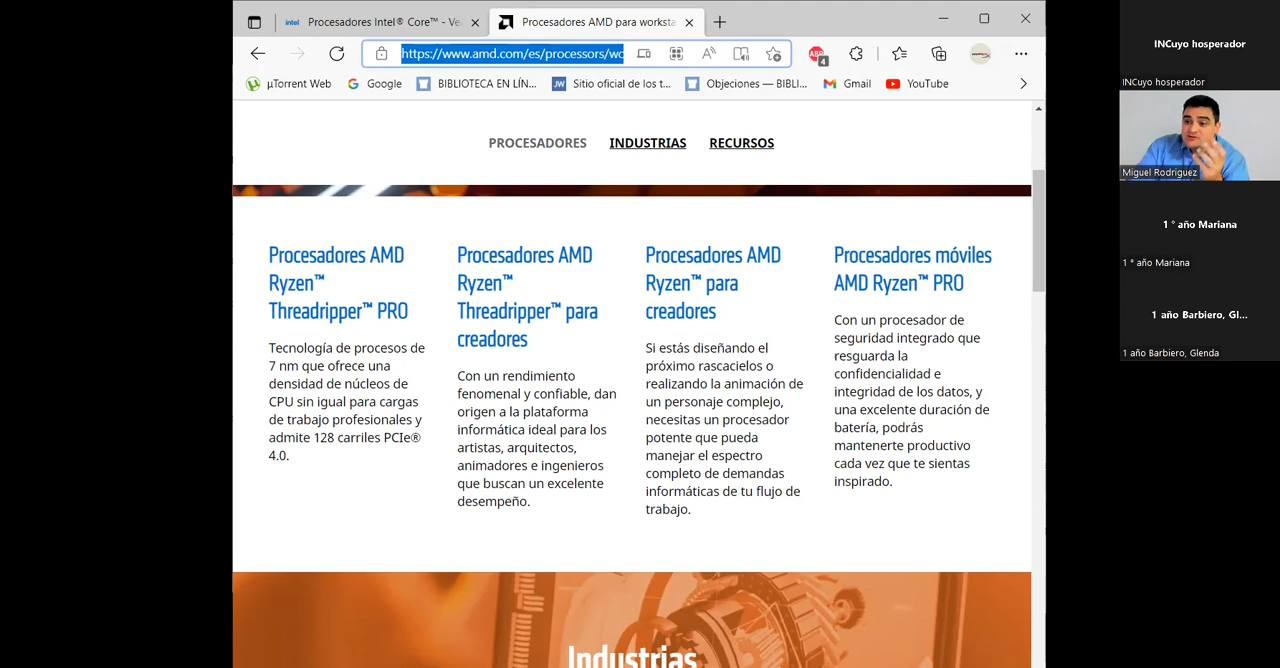 intel
Procesadores Intel® Core™ - Ve
Procesadores AMD para worksta
https://www.amd.com/es/processors/wo
ABP
4
µTorrent Web
Google
BIBLIOTECA EN LÍN...
JW
Sitio oficial de los t...
Objeciones — BIBLI...
Gmail
YouTube
PROCESADORES
INDUSTRIAS
RECURSOS
Procesadores AMD
Ryzen™
Threadripper™ PRO
Tecnología de procesos de
7 nm que ofrece una
densidad de núcleos de
CPU sin igual para cargas
de trabajo profesionales y
admite 128 carriles PCIe®
4.0.
Procesadores AMD
Ryzen™
Threadripper™ para
creadores
Con un rendimiento
fenomenal y confiable, dan
origen a la plataforma
informática ideal para los
artistas, arquitectos,
animadores e ingenieros
que buscan un excelente
desempeño.
Procesadores AMD
Ryzen™ para
creadores
Si estás diseñando el
próximo rascacielos o
realizando la animación de
un personaje complejo,
necesitas un procesador
potente que pueda
manejar el espectro
completo de demandas
informáticas de tu flujo de
trabajo.
Procesadores móviles
AMD Ryzen™ PRO
Con un procesador de
seguridad integrado que
resguarda la
confidencialidad e
integridad de los datos, y
una excelente duración de
batería, podrás
mantenerte productivo
cada vez que te sientas
inspirado.
Industrias
INCuyo hosperador
INCuyo hosperador
Miguel Rodriguez
1 ° año Mariana
1 ° año Mariana
1 año Barbiero, Gl...
1 año Barbiero, Glenda